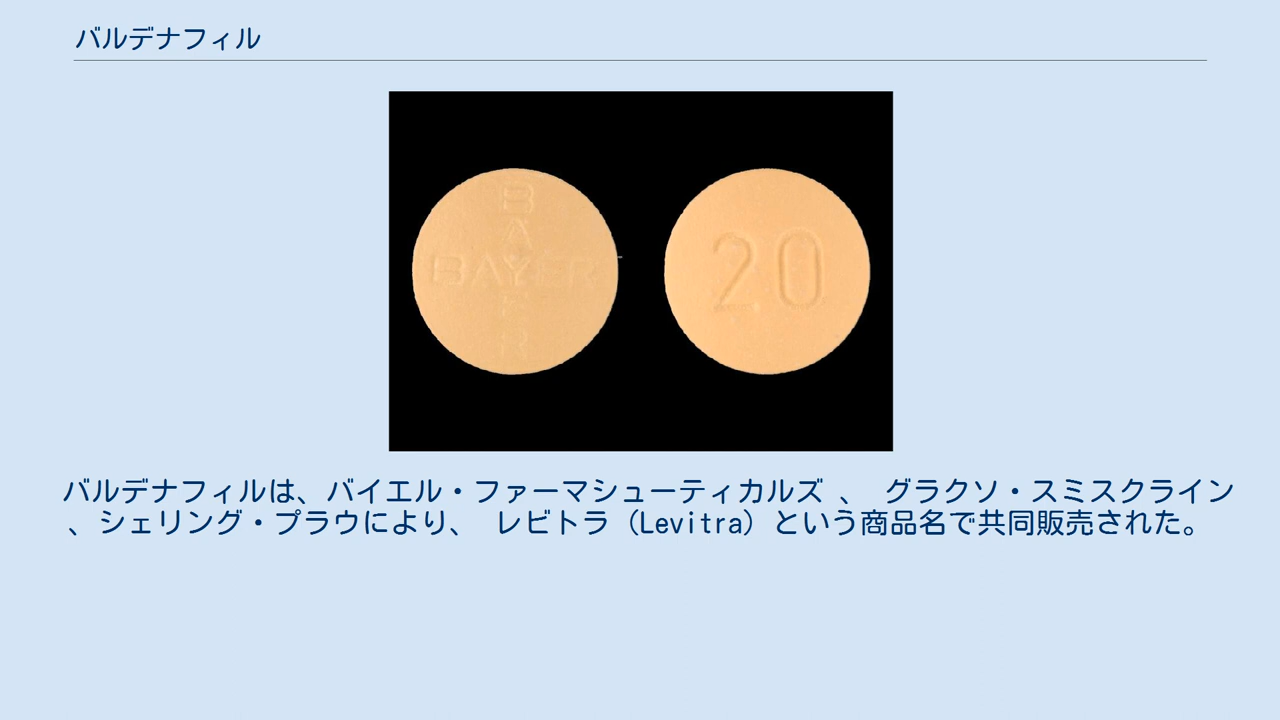 バルデナフィル
B
A
BAYER
E
R
20
バルデナフィルは、バイエル・ファーマシューティカルズ 、 グラクソ・スミスクライン
、シェリング・プラウにより、 レビトラ（Levitra）という商品名で共同販売された。